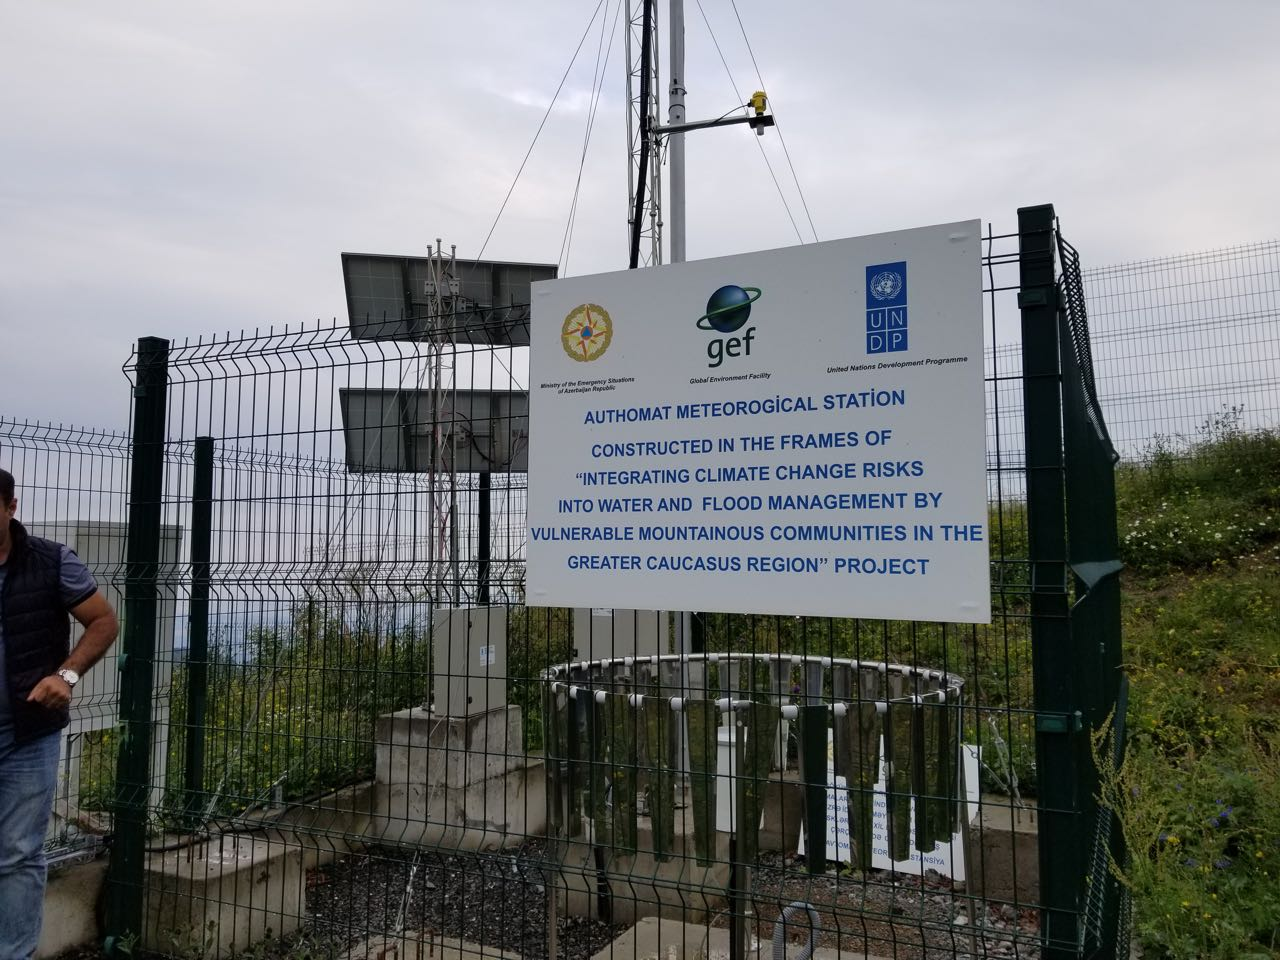 Ministry of the Emergency Situations
of Azerbaijan Republic
gef
Global Environment Facility
U N
D P
United Nations Development Programme
AUTHOMAT METEOROGİCAL STATİON
CONSTRUCTED IN THE FRAMES OF
“INTEGRATING CLIMATE CHANGE RISKS
INTO WATER AND FLOOD MANAGEMENT BY
VULNERABLE MOUNTAINOUS COMMUNITIES IN THE
GREATER CAUCASUS REGION” PROJECT